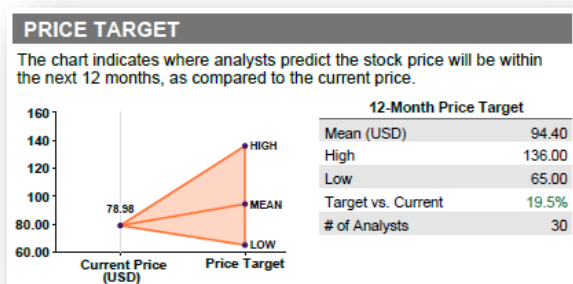 PRICE TARGET
The chart indicates where analysts predict the stock price will be within
the next 12 months, as compared to the current price.
160
140
120
100
80.00
60.00
78.98
HIGH
MEAN
LOW
Current Price
(USD)
Price Target
12-Month Price Target
Mean (USD) 94.40
High 136.00
Low 65.00
Target vs. Current 19.5%
# of Analysts 30